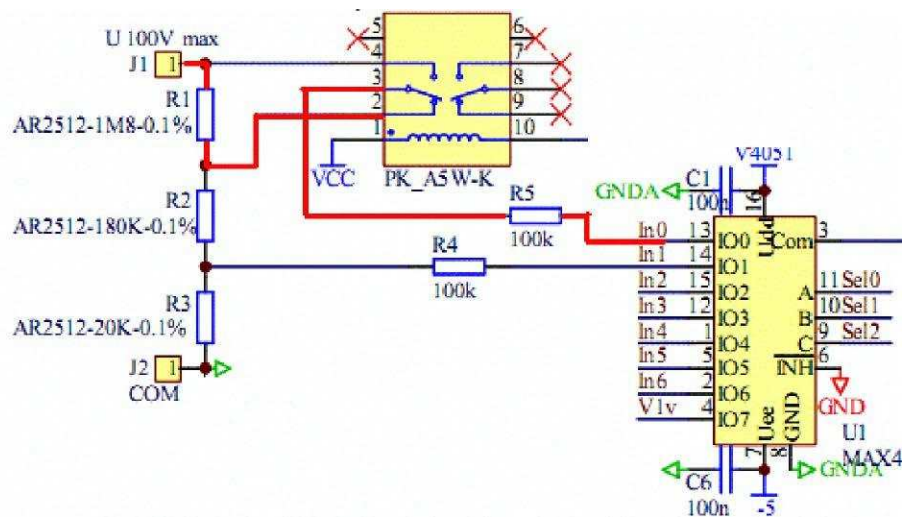 U 100V max
J1 1
R1
AR2512-1M8-0.1%
R2
AR2512-180K-0.1%
R3
AR2512-20K-0.1%
J2 1
COM
5 6
4 7
3 8
2 9
1 10
VCC PK_A5W-K
R5
100k
R4
100k
GNDA C1 V4051
100n 16
In0 13 IO0 Udd Com 3
In1 14 IO1
In2 15 IO2 A 11 Sel0
In3 12 IO3 B 10 Sel1
In4 1 IO4 C 9 Sel2
In5 5 IO5 INH 6
In6 2 IO6
V1v 4 IO7 Uee GND GND
U1
MAX4
7 8
C6 GNDA
100n -5